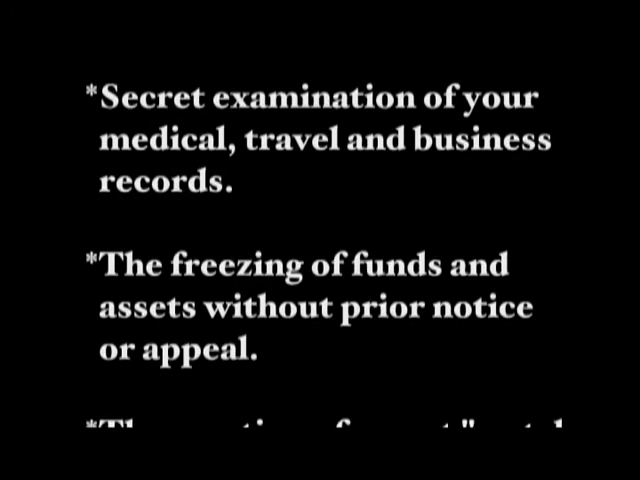 *Secret examination of your
medical, travel and business
records.
*The freezing of funds and
assets without prior notice
or appeal.